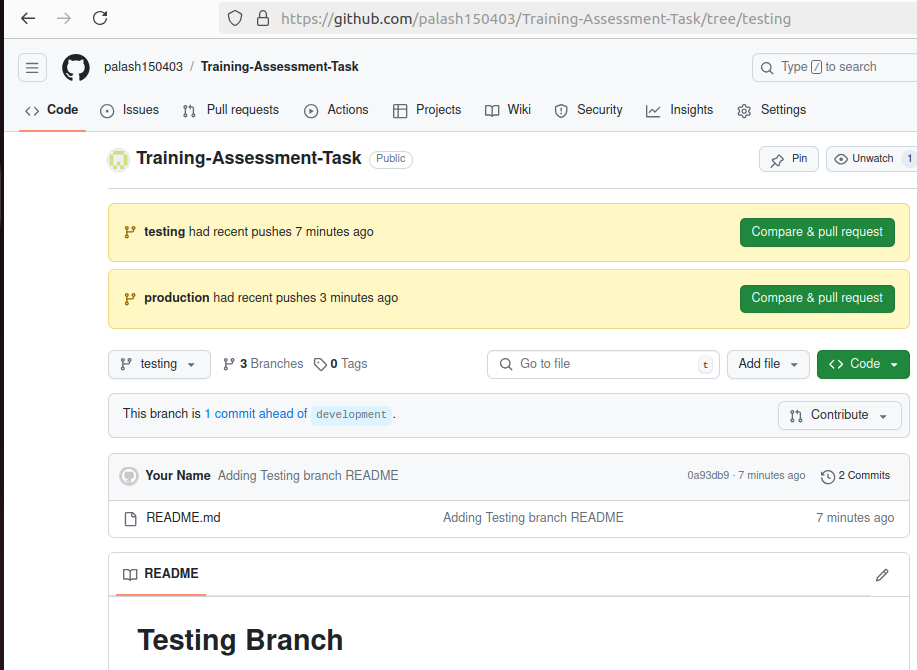 https://github.com/palash150403/Training-Assessment-Task/tree/testing
palash150403 / Training-Assessment-Task
Type / to search
Code Issues Pull requests Actions Projects Wiki Security Insights Settings
Training-Assessment-Task Public
Pin Unwatch 1
testing had recent pushes 7 minutes ago Compare & pull request
production had recent pushes 3 minutes ago Compare & pull request
testing 3 Branches 0 Tags Go to file t Add file Code
This branch is 1 commit ahead of development . Contribute
Your Name Adding Testing branch README 0a93db9 · 7 minutes ago 2 Commits
README.md Adding Testing branch README 7 minutes ago
README
Testing Branch